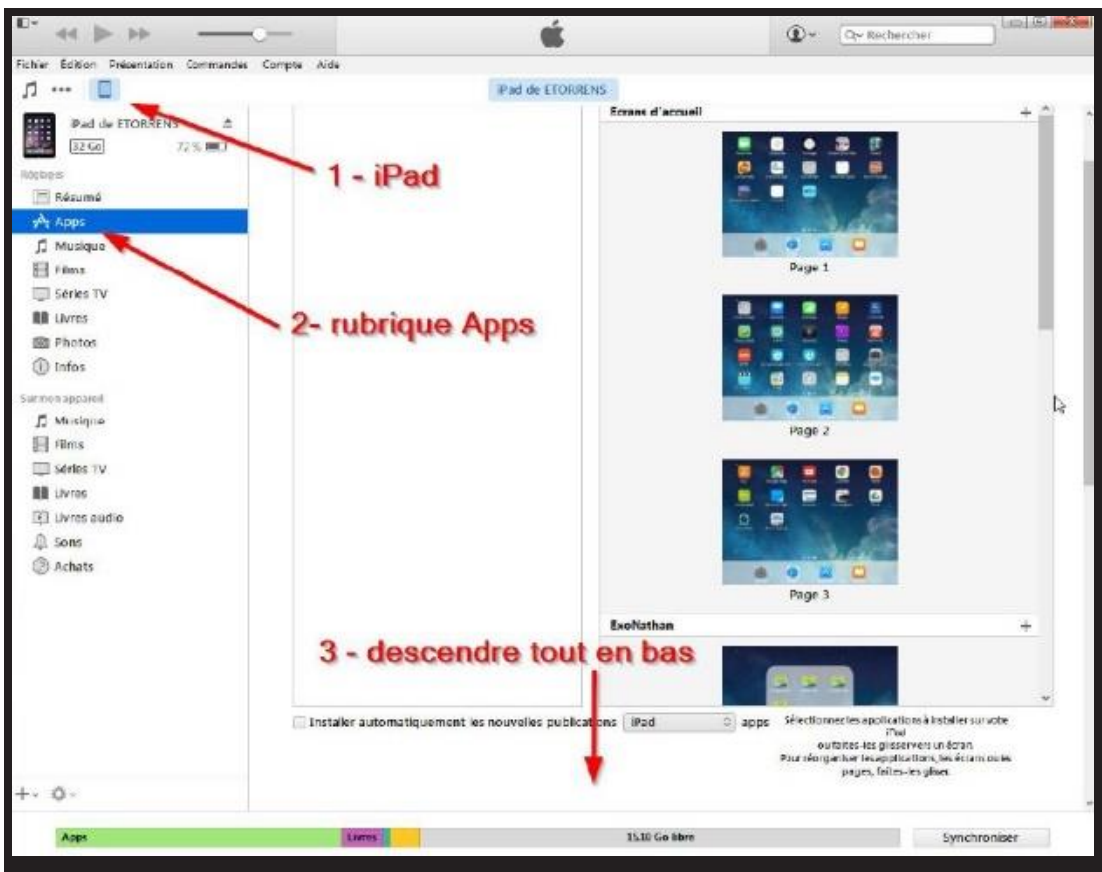 Rechercher
Fichier Édition Présentation Commandes Compte Aide
iPad de ETORRENS
iPad de ETORRENS
32 Go 72 %
Réglages
Résumé
Apps
Musique
Films
Séries TV
Livres
Photos
Infos
Sur mon appareil
Musique
Films
Séries TV
Livres
Livres audio
Sons
Achats
1 - iPad
2- rubrique Apps
3 - descendre tout en bas
Ecrans d'accueil
Page 1
Page 2
Page 3
ExoNathan
Installer automatiquement les nouvelles publications iPad apps
Sélectionnez les applications à installer sur votre
iPad
ou faites-les glisser vers un écran.
Pour réorganiser les applications, les écrans ou les
pages, faites-les glisser.
Apps Livres 15.10 Go libre Synchroniser